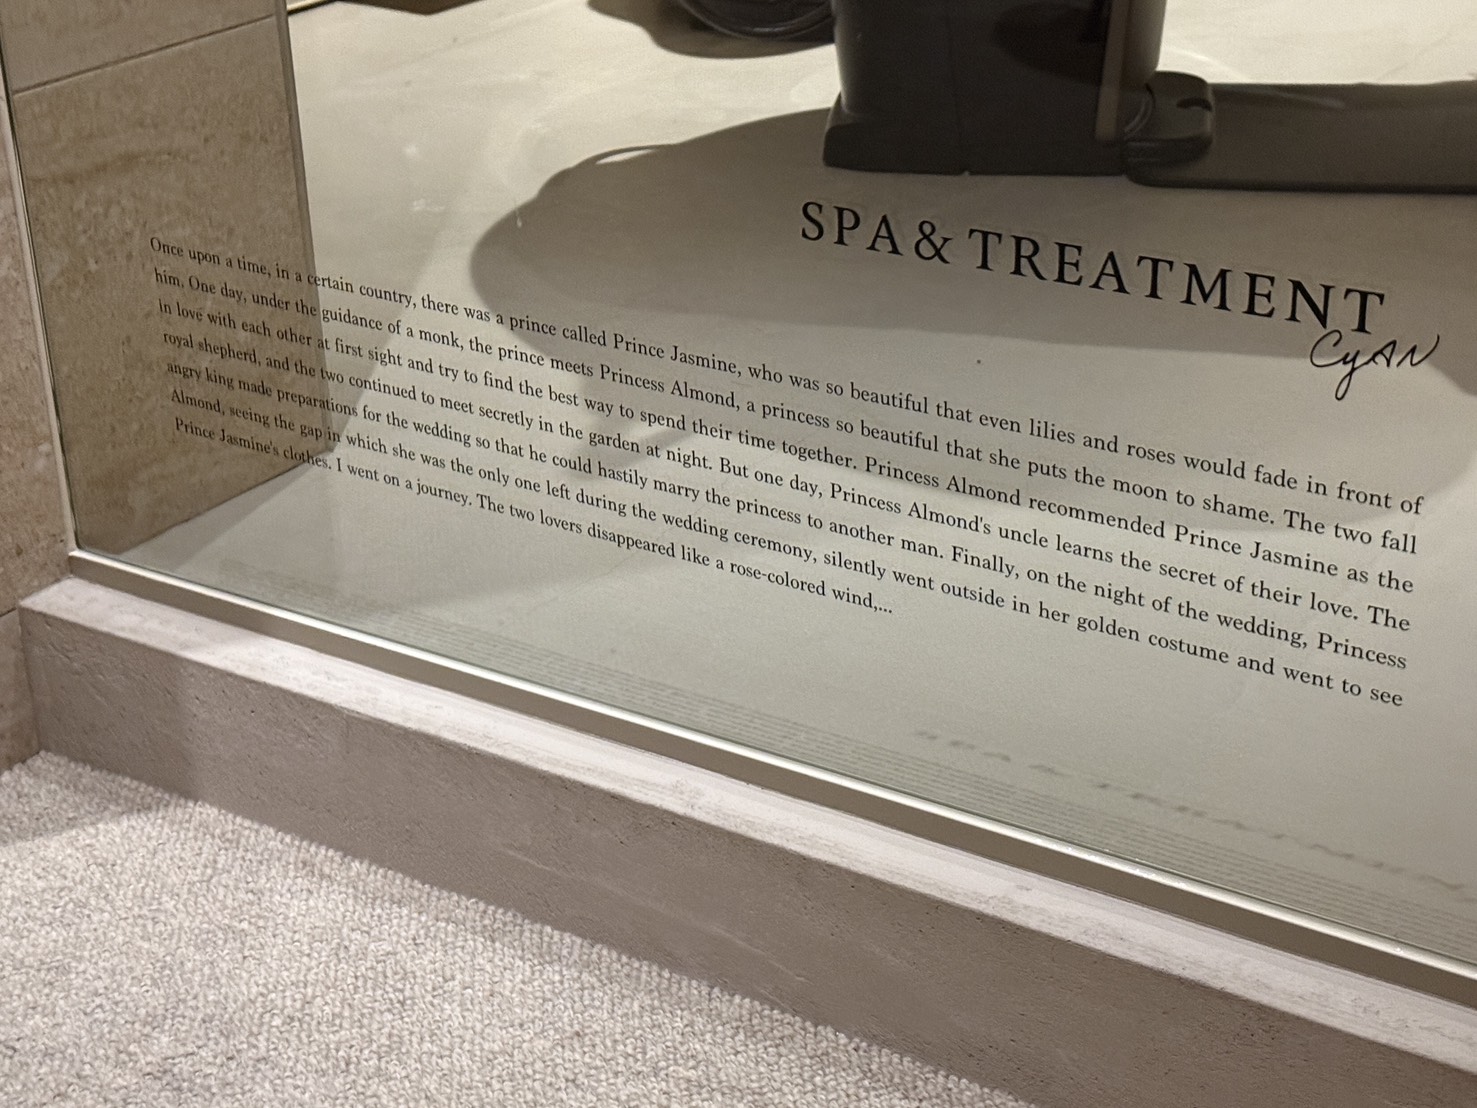 SPA & TREATMENT
CyAN
Once upon a time, in a certain country, there was a prince called Prince Jasmine, who was so beautiful that even lilies and roses would fade in front of
him. One day, under the guidance of a monk, the prince meets Princess Almond, a princess so beautiful that she puts the moon to shame. The two fall
in love with each other at first sight and try to find the best way to spend their time together. Princess Almond recommended Prince Jasmine as the
royal shepherd, and the two continued to meet secretly in the garden at night. But one day, Princess Almond's uncle learns the secret of their love. The
angry king made preparations for the wedding so that he could hastily marry the princess to another man. Finally, on the night of the wedding, Princess
Almond, seeing the gap in which she was the only one left during the wedding ceremony, silently went outside in her golden costume and went to see
Prince Jasmine's clothes. I went on a journey. The two lovers disappeared like a rose-colored wind,...